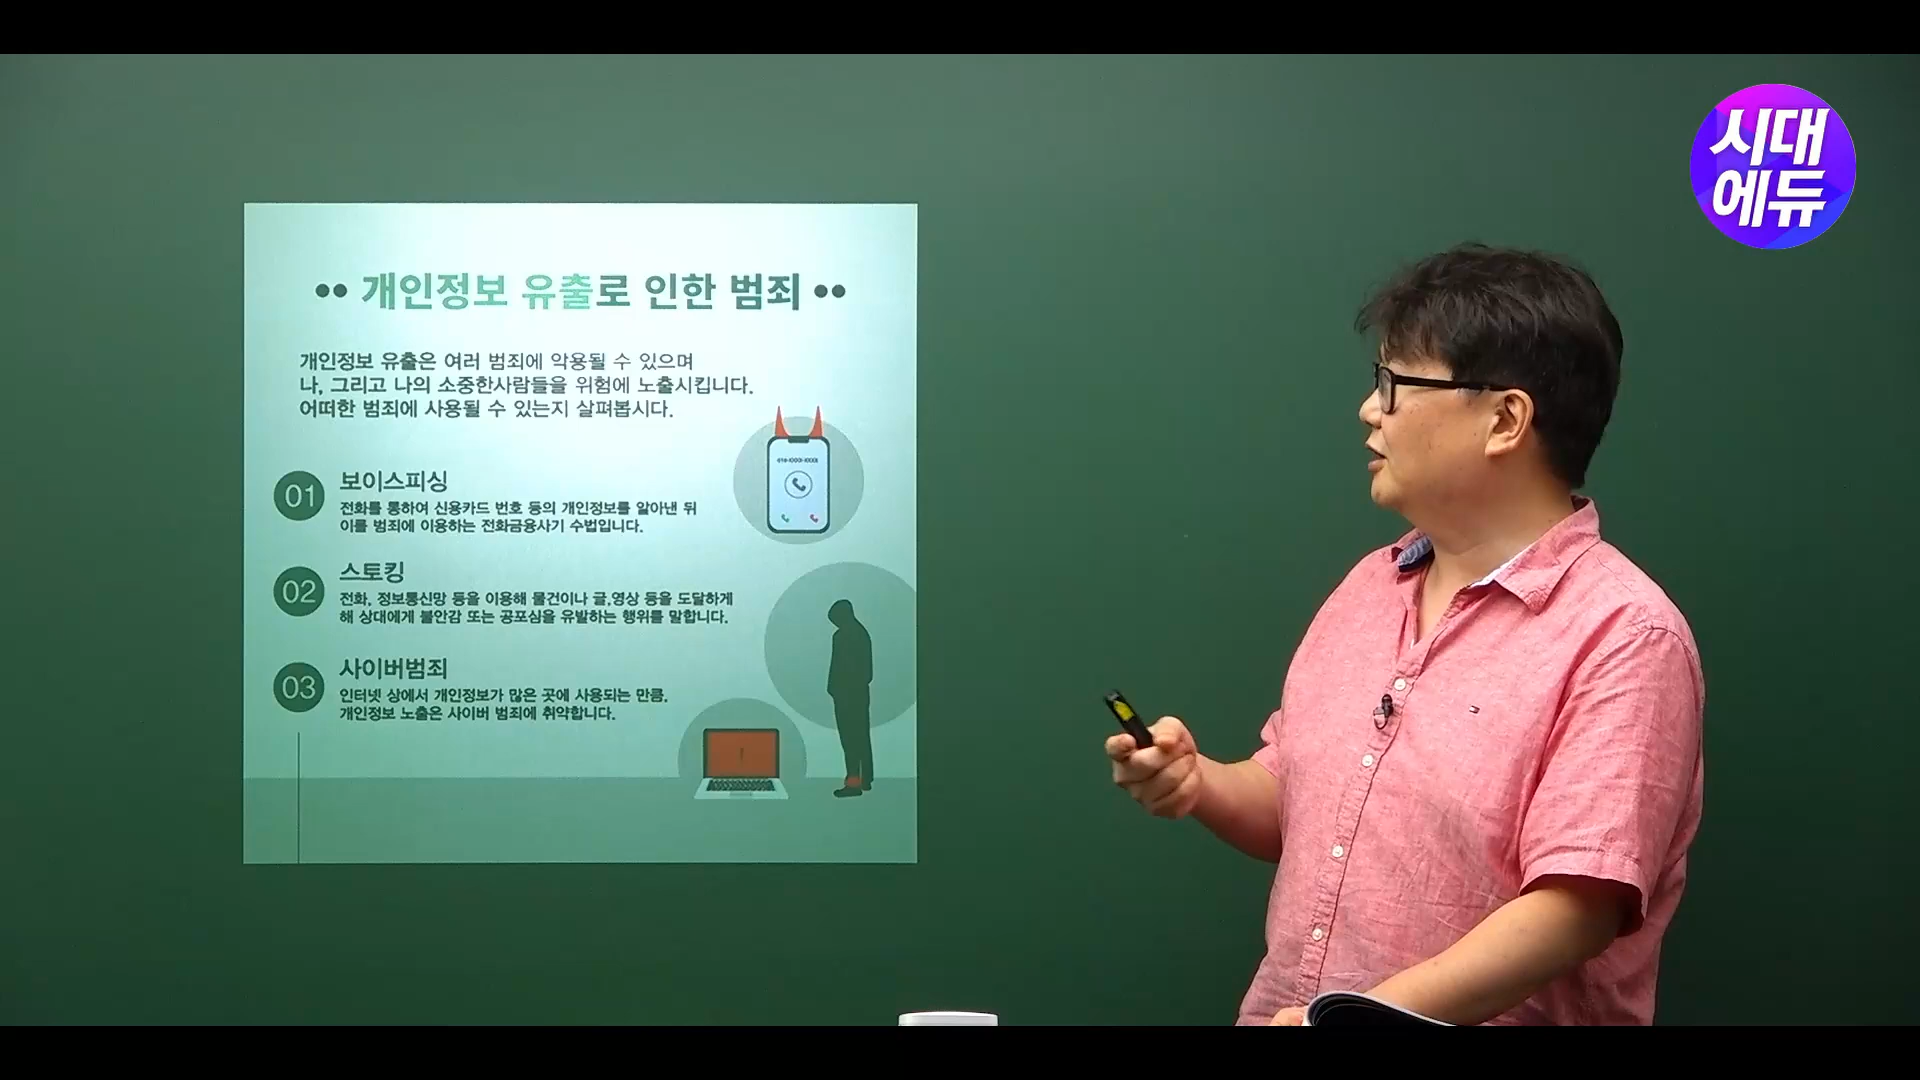 시대
에듀
•• 개인정보 유출로 인한 범죄 ••
개인정보 유출은 여러 범죄에 악용될 수 있으며
나, 그리고 나의 소중한사람들을 위험에 노출시킵니다.
어떠한 범죄에 사용될 수 있는지 살펴봅시다.
01 보이스피싱
전화를 통하여 신용카드 번호 등의 개인정보를 알아낸 뒤
이를 범죄에 이용하는 전화금융사기 수법입니다.
02 스토킹
전화, 정보통신망 등을 이용해 물건이나 글,영상 등을 도달하게
해 상대에게 불안감 또는 공포심을 유발하는 행위를 말합니다.
03 사이버범죄
인터넷 상에서 개인정보가 많은 곳에 사용되는 만큼,
개인정보 노출은 사이버 범죄에 취약합니다.